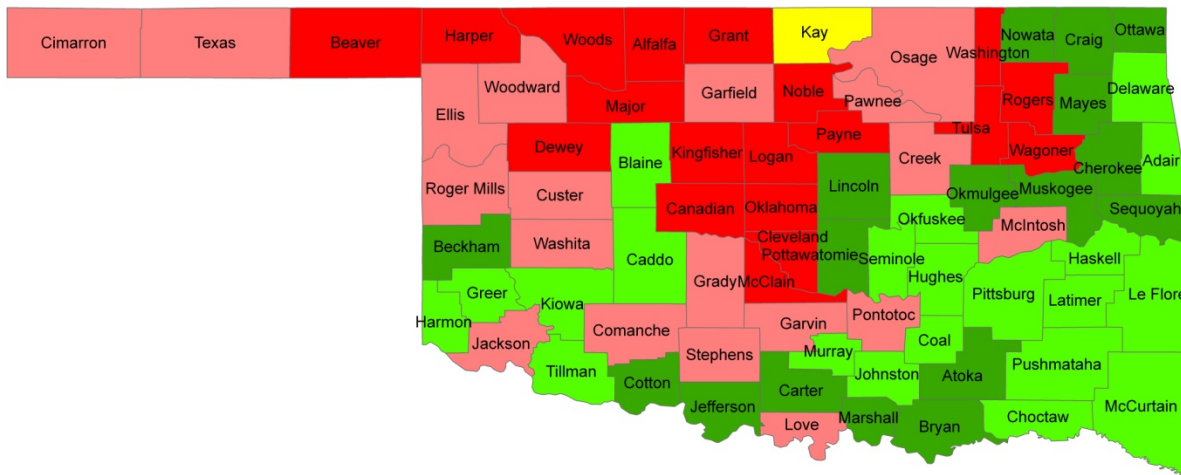 Cimarron
Texas
Beaver
Harper
Woods
Alfalfa
Grant
Kay
Osage
Washington
Nowata
Craig
Ottawa
Woodward
Ellis
Major
Garfield
Noble
Pawnee
Rogers
Mayes
Delaware
Dewey
Blaine
Kingfisher
Logan
Payne
Creek
Tulsa
Wagoner
Cherokee
Adair
Roger Mills
Custer
Canadian
Oklahoma
Lincoln
Okfuskee
Okmulgee
Muskogee
Sequoyah
McIntosh
Beckham
Washita
Caddo
Grady
Cleveland
Pottawatomie
McClain
Seminole
Hughes
Haskell
Pittsburg
Latimer
Le Flore
Harmon
Greer
Kiowa
Jackson
Comanche
Garvin
Pontotoc
Stephens
Murray
Coal
Tillman
Cotton
Jefferson
Carter
Johnston
Atoka
Pushmataha
Love
Marshall
Bryan
Choctaw
McCurtain